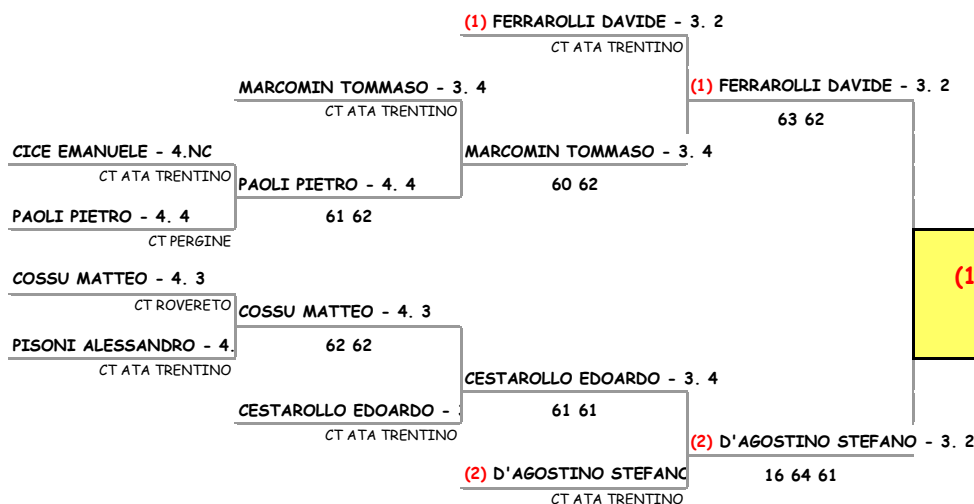 (1) FERRAROLLI DAVIDE - 3. 2
CT ATA TRENTINO
MARCOMIN TOMMASO - 3. 4
(1) FERRAROLLI DAVIDE - 3. 2
CT ATA TRENTINO
63 62
CICE EMANUELE - 4.NC
MARCOMIN TOMMASO - 3. 4
CT ATA TRENTINO
PAOLI PIETRO - 4. 4
60 62
PAOLI PIETRO - 4. 4
61 62
CT PERGINE
COSSU MATTEO - 4. 3
(1
CT ROVERETO
COSSU MATTEO - 4. 3
PISONI ALESSANDRO - 4.
62 62
CT ATA TRENTINO
CESTAROLLO EDOARDO - 3. 4
CESTAROLLO EDOARDO -
61 61
CT ATA TRENTINO
(2) D'AGOSTINO STEFANO - 3. 2
(2) D'AGOSTINO STEFANO
16 64 61
CT ATA TRENTINO